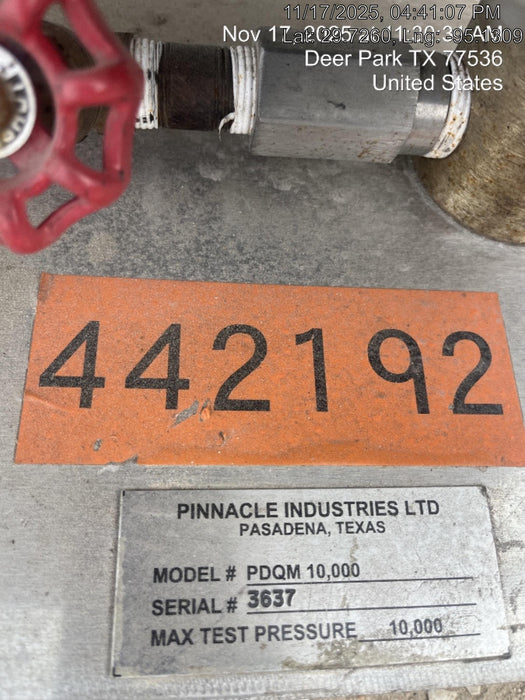 11/17/2025, 04:41:07 PM
Deer Park TX 77536
United States
442192
PINNACLE INDUSTRIES LTD
PASADENA, TEXAS
MODEL # PDQM 10,000
SERIAL # 3637
MAX TEST PRESSURE 10,000